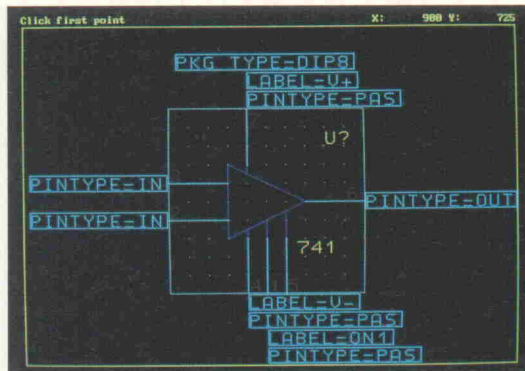 Click first point X: 900 Y: 725
PKG TYPE=DIP8
LABEL=V+
PINTYPE=PAS
U?
PINTYPE=IN
PINTYPE=OUT
PINTYPE=IN
741
LABEL=V-
PINTYPE=PAS
LABEL=ON1
PINTYPE=PAS